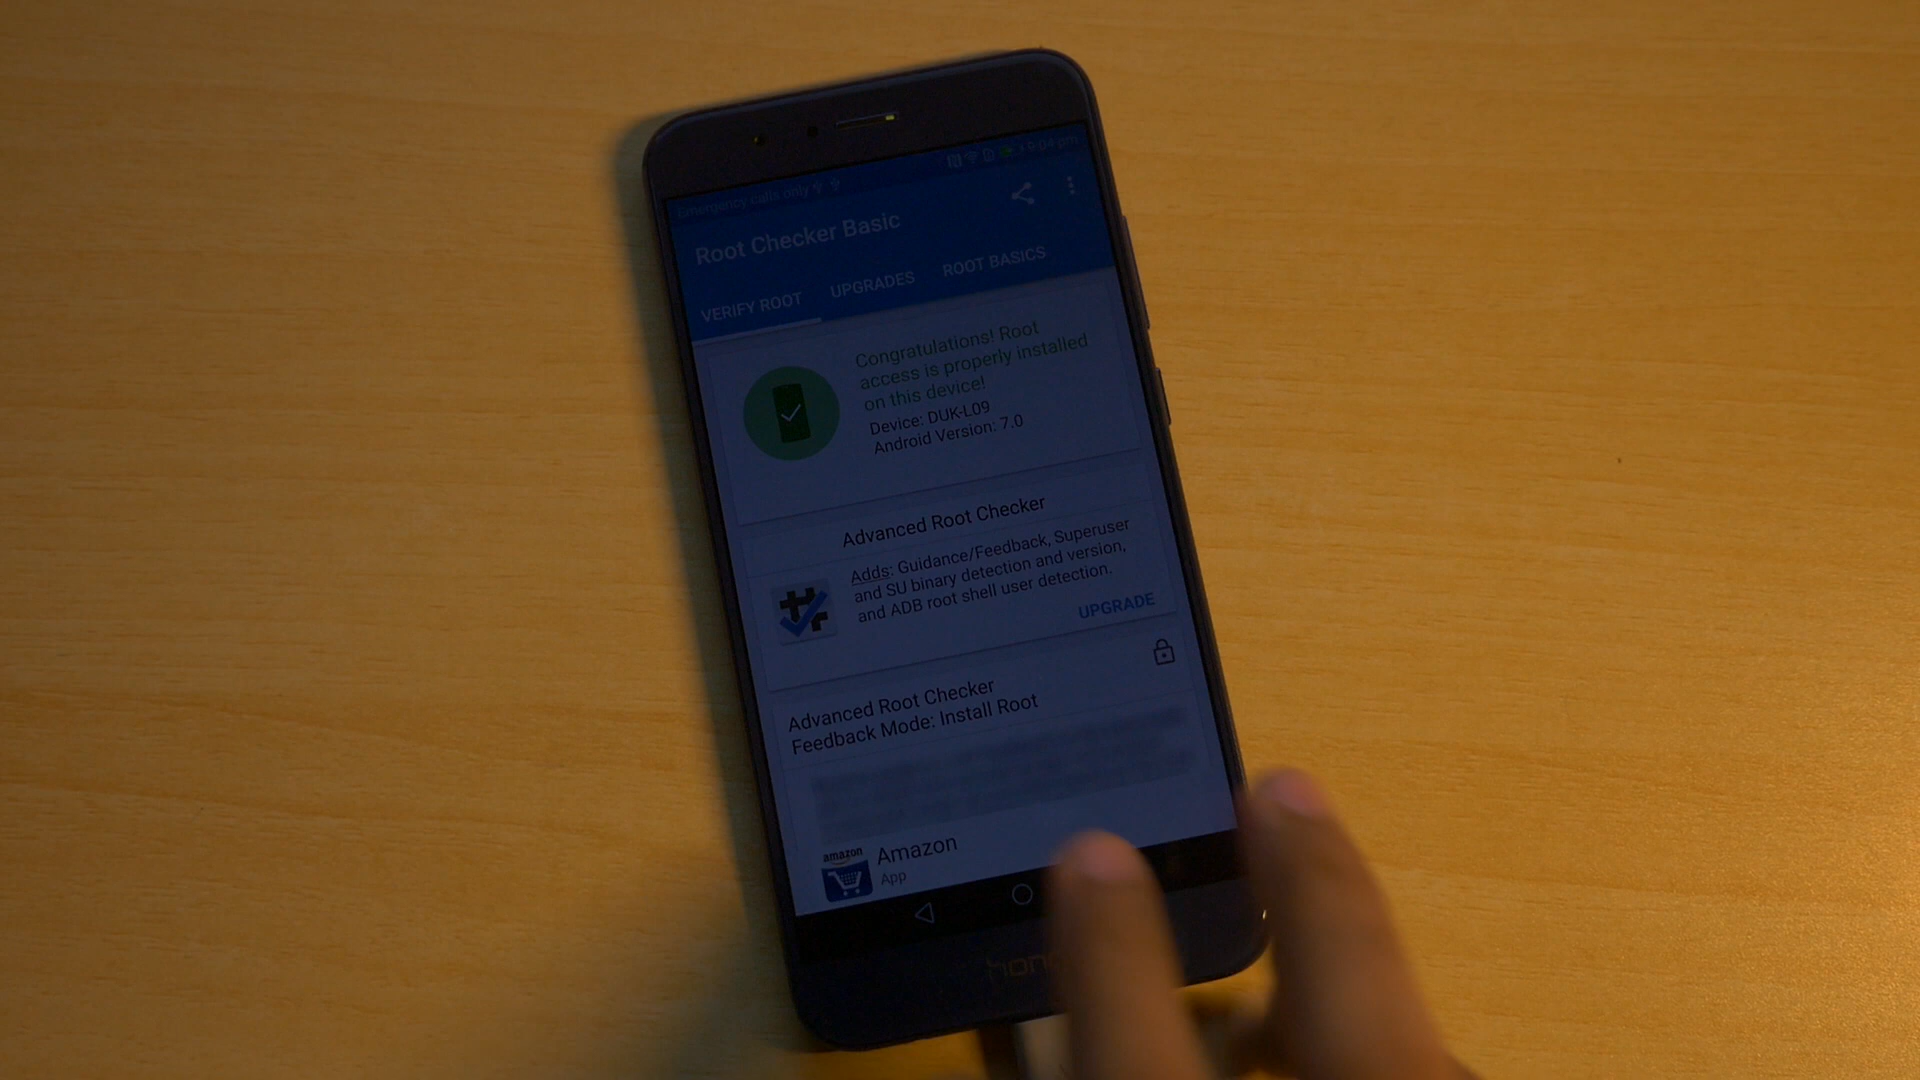 Emergency calls only
9:04 pm
Root Checker Basic
VERIFY ROOT
UPGRADES
ROOT BASICS
Congratulations! Root
access is properly installed
on this device!
Device: DUK-L09
Android Version: 7.0
Advanced Root Checker
Adds: Guidance/Feedback, Superuser
and SU binary detection and version,
and ADB root shell user detection.
UPGRADE
Advanced Root Checker
Feedback Mode: Install Root
amazon
Amazon
App